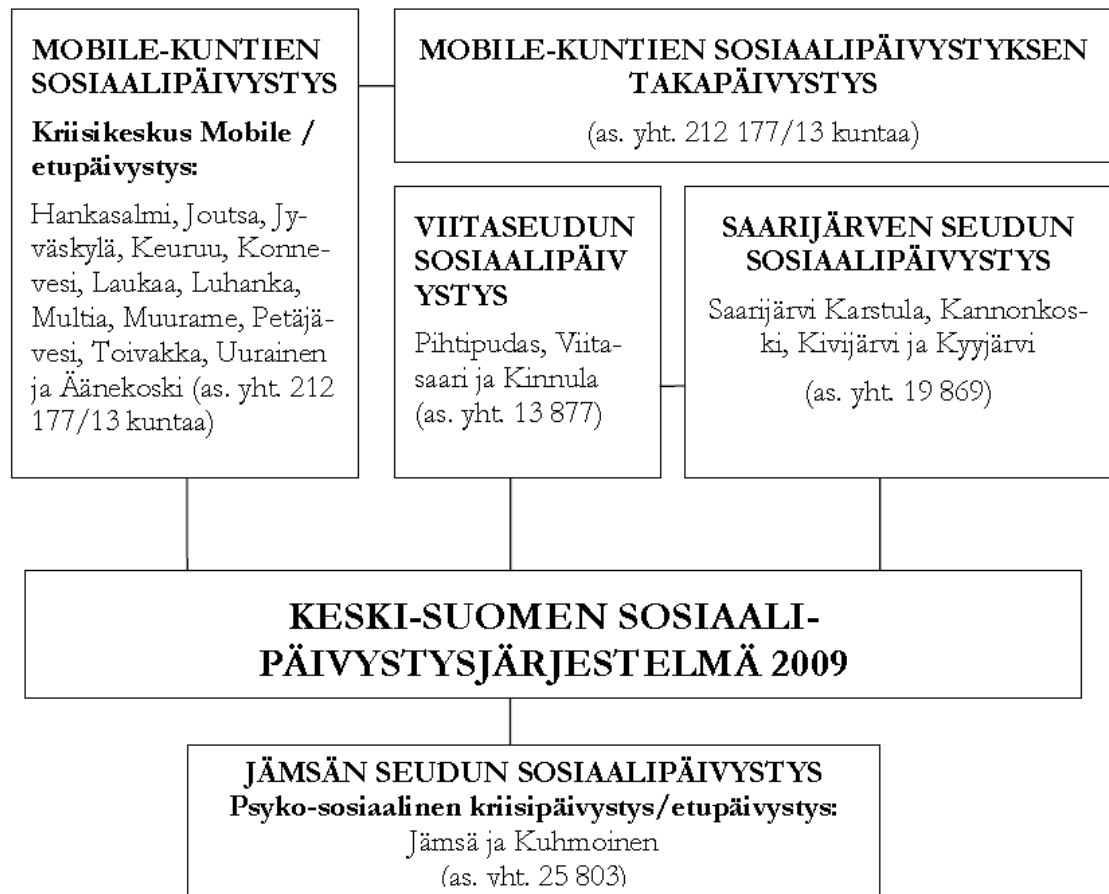 MOBILE-KUNTIEN
SOSIAALIPÄIVYSTYS
Kriisikeskus Mobile /
etupäivystys:
Hankasalmi, Joutsa, Jy-
väskylä, Keuruu, Konne-
vesi, Laukaa, Luhanka,
Multia, Muurame, Petäjä-
vesi, Toivakka, Uurainen
ja Äänekoski (as. yht. 212
177/13 kuntaa)
MOBILE-KUNTIEN SOSIAALIPÄIVYSTYKSEN
TAKAPÄIVYSTYS
(as. yht. 212 177/13 kuntaa)
VIITASEUDUN
SOSIAALIPÄIV
YSTYS
Pihtipudas, Viita-
saari ja Kinnula
(as. yht. 13 877)
SAARIJÄRVEN SEUDUN
SOSIAALIPÄIVYSTYS
Saarijärvi Karstula, Kannonkos-
ki, Kivijärvi ja Kyyjärvi
(as. yht. 19 869)
KESKI-SUOMEN SOSIAALI-
PÄIVYSTYSJÄRJESTELMÄ 2009
JÄMSÄN SEUDUN SOSIAALIPÄIVYSTYS
Psyko-sosiaalinen kriisipäivystys/etupäivystys:
Jämsä ja Kuhmoinen
(as. yht. 25 803)